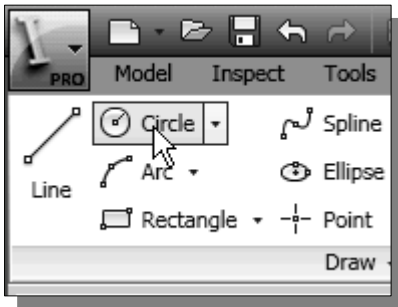 PRO
Model Inspect Tools
Circle Spline
Line Arc Ellipse
Rectangle Point
Draw